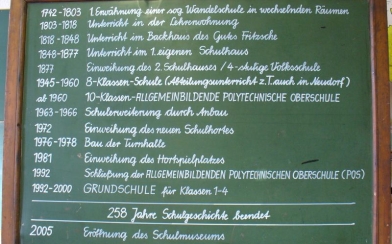 1742-1803 1. Erwähnung einer sog. Wandelschule in wechselnden Räumen
1803-1818 Unterricht in der Lehrerwohnung
1818-1848 Unterricht im Backhaus des Gutes Fritzsche
1848-1877 Unterricht im 1. eigenen Schulhaus
1877 Einweihung des 2. Schulhauses / 4-stufige Volksschule
1945-1960 8-Klassen-Schule (Abteilungsunterricht z.T. auch in Neudorf)
ab 1960 10-Klassen-ALLGEMEINBILDENDE POLYTECHNISCHE OBERSCHULE
1963-1966 Schulerweiterung durch Anbau
1972 Einweihung des neuen Schulhortes
1976-1978 Bau der Turnhalle
1981 Einweihung des Hortspielplatzes
1992 Schließung der ALLGEMEINBILDENDEN POLYTECHNISCHEN OBERSCHULE (POS)
1992-2000 GRUNDSCHULE für Klassen 1-4
258 Jahre Schulgeschichte beendet
2005 Eröffnung des Schulmuseums